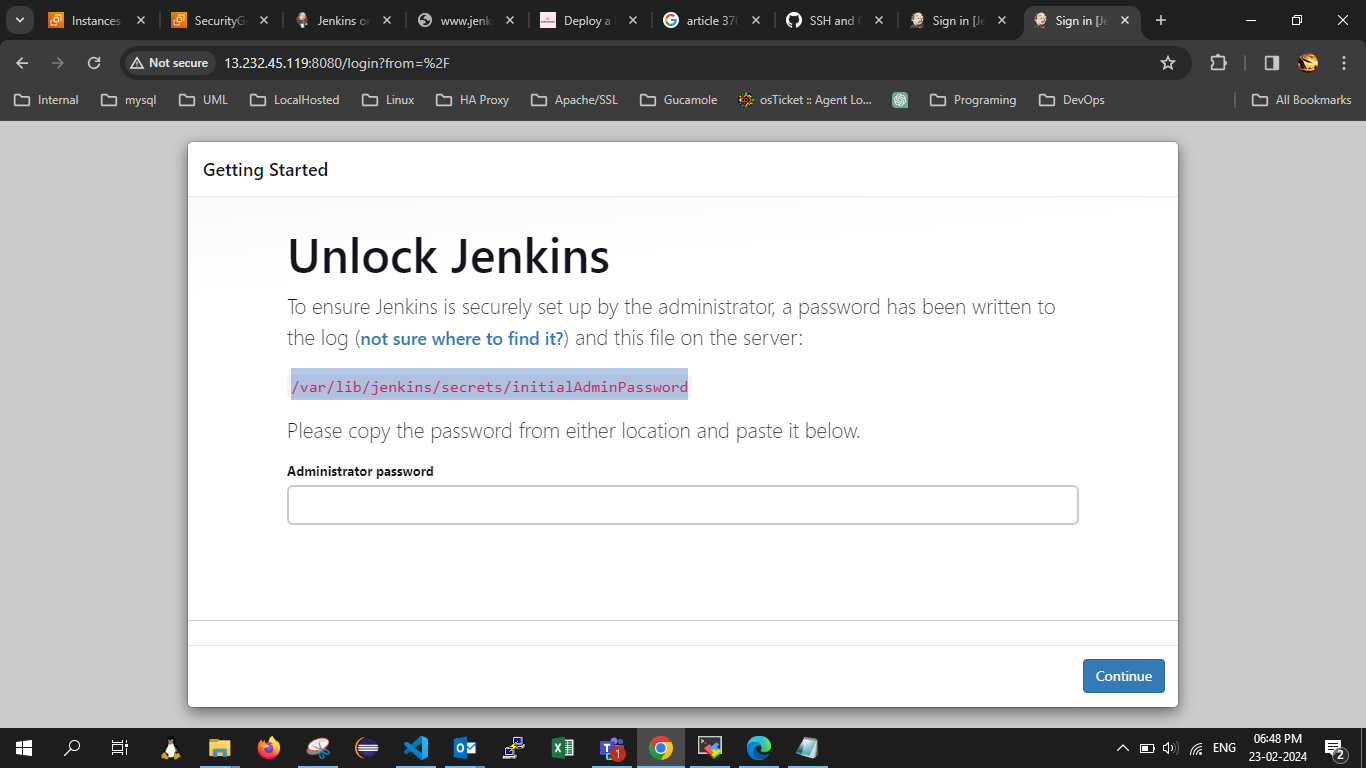 Instances
SecurityGr
Jenkins on
www.jenk
Deploy a
article 370
SSH and
Sign in [Je
Sign in [Je
Not secure
13.232.45.119:8080/login?from=%2F
Internal
mysql
UML
LocalHosted
Linux
HA Proxy
Apache/SSL
Gucamole
osTicket :: Agent Lo...
Programing
DevOps
All Bookmarks
Getting Started
Unlock Jenkins
To ensure Jenkins is securely set up by the administrator, a password has been written to
the log (not sure where to find it?) and this file on the server:
/var/lib/jenkins/secrets/initialAdminPassword
Please copy the password from either location and paste it below.
Administrator password
Continue
1
ENG
06:48 PM
23-02-2024
2